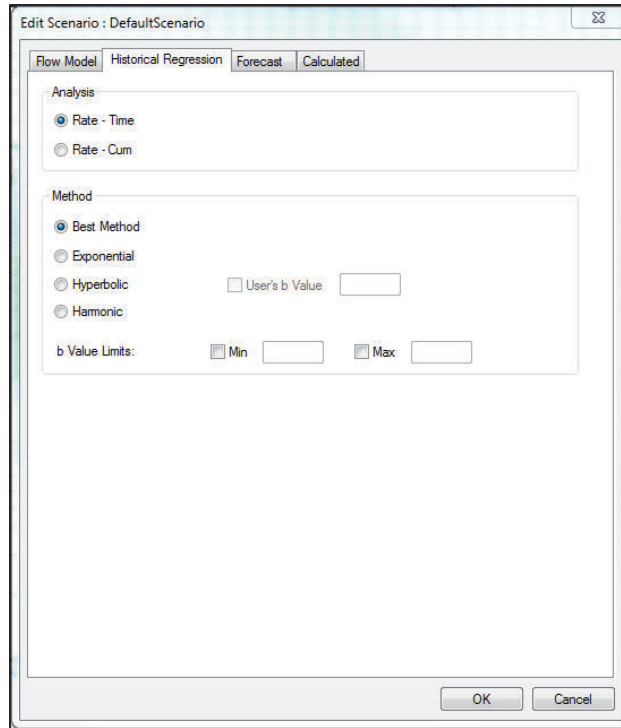 Edit Scenario : DefaultScenario
Flow Model Historical Regression Forecast Calculated
Analysis
Rate - Time
Rate - Cum
Method
Best Method
Exponential
Hyperbolic User's b Value
Harmonic
b Value Limits: Min Max
OK Cancel